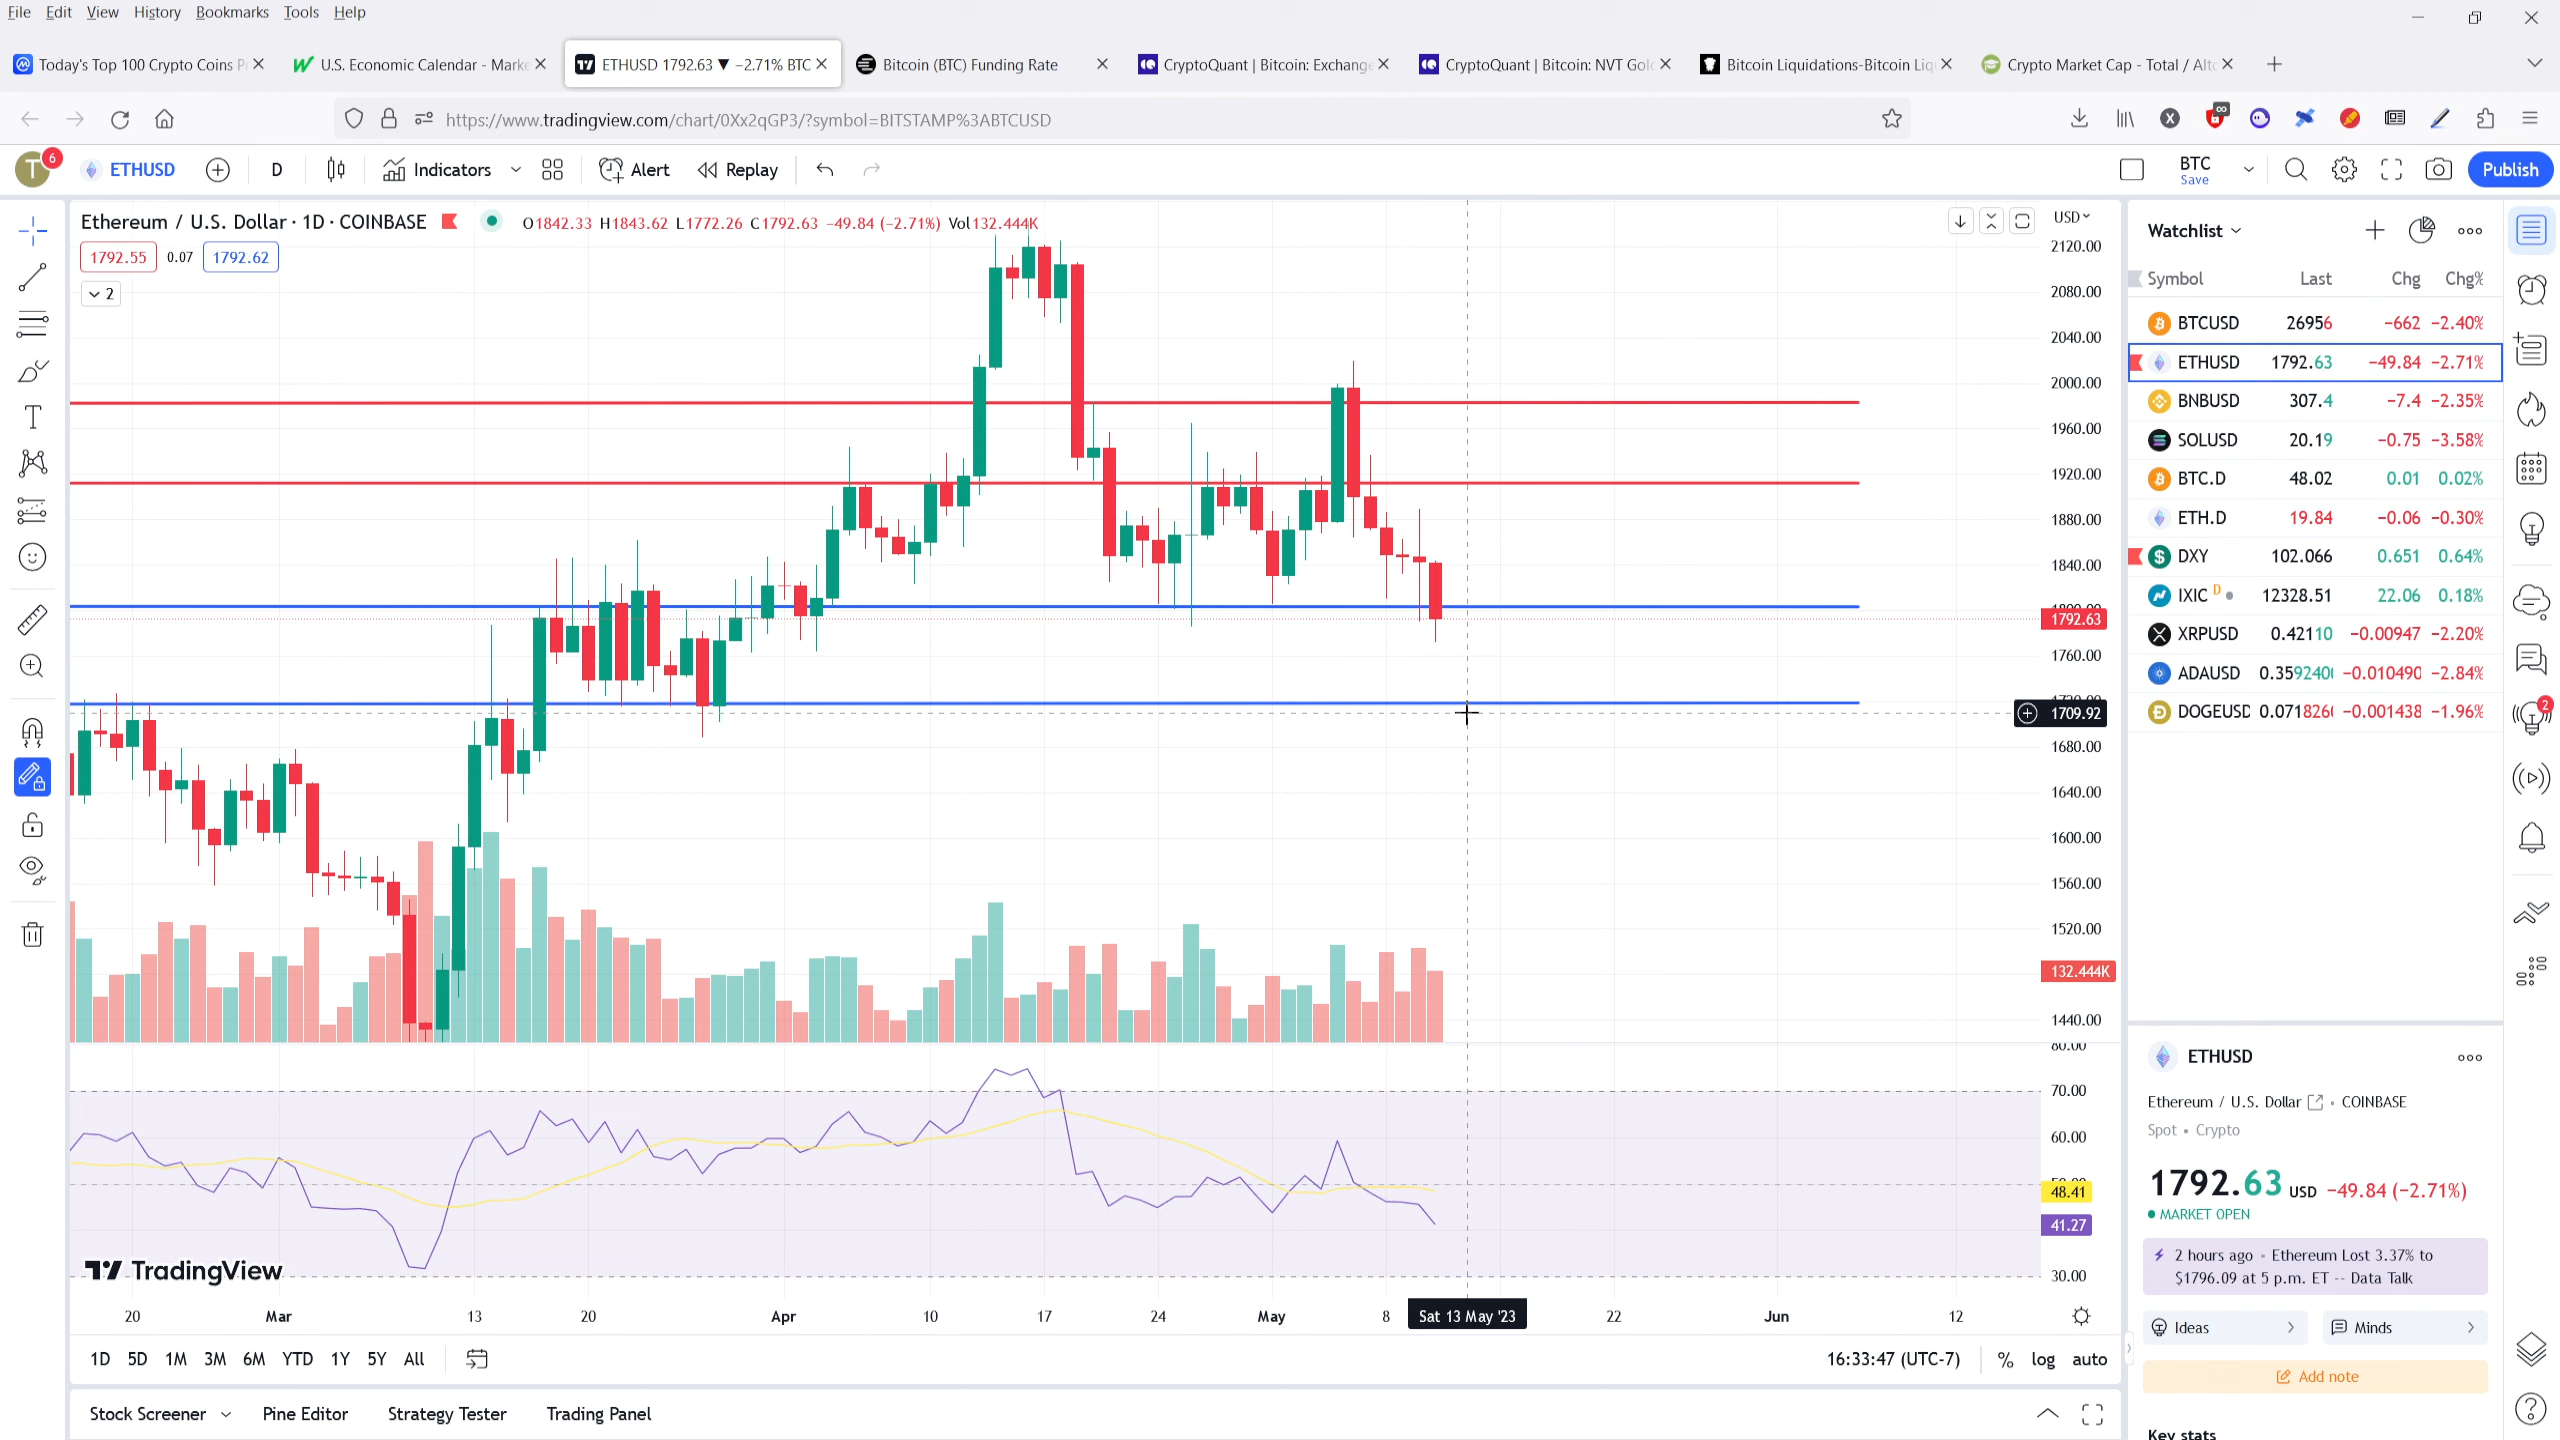 File Edit View History Bookmarks Tools Help
Today's Top 100 Crypto Coins P
U.S. Economic Calendar - Marke
ETHUSD 1792.63 ▼ −2.71% BTC
Bitcoin (BTC) Funding Rate
CryptoQuant | Bitcoin: Exchange
CryptoQuant | Bitcoin: NVT Gol
Bitcoin Liquidations-Bitcoin Liq
Crypto Market Cap - Total / Alt
https://www.tradingview.com/chart/0Xx2qGP3/?symbol=BITSTAMP%3ABTCUSD
T 6 ETHUSD D Indicators Alert Replay BTC Save Publish
Ethereum / U.S. Dollar · 1D · COINBASE O1842.33 H1843.62 L1772.26 C1792.63 −49.84 (−2.71%) Vol132.444K
1792.55 0.07 1792.62
2
USD
2120.00
2080.00
2040.00
2000.00
1960.00
1920.00
1880.00
1840.00
1792.63
1760.00
1709.92
1680.00
1640.00
1600.00
1560.00
1520.00
132.444K
1440.00
80.00
70.00
60.00
48.41
41.27
30.00
TradingView
20 Mar 13 20 Apr 10 17 24 May 8 Sat 13 May '23 22 Jun 12
1D 5D 1M 3M 6M YTD 1Y 5Y All 16:33:47 (UTC-7) % log auto
Stock Screener Pine Editor Strategy Tester Trading Panel
Watchlist
Symbol Last Chg Chg%
BTCUSD 26956 −662 −2.40%
ETHUSD 1792.63 −49.84 −2.71%
BNBUSD 307.4 −7.4 −2.35%
SOLUSD 20.19 −0.75 −3.58%
BTC.D 48.02 0.01 0.02%
ETH.D 19.84 −0.06 −0.30%
DXY 102.066 0.651 0.64%
IXIC D 12328.51 22.06 0.18%
XRPUSD 0.42110 −0.00947 −2.20%
ADAUSD 0.359240 −0.010490 −2.84%
DOGEUSD 0.071826 −0.001438 −1.96%
2
ETHUSD
Ethereum / U.S. Dollar • COINBASE
Spot • Crypto
1792.63 USD −49.84 (−2.71%)
MARKET OPEN
2 hours ago • Ethereum Lost 3.37% to
$1796.09 at 5 p.m. ET -- Data Talk
Ideas Minds
Add note
Key stats